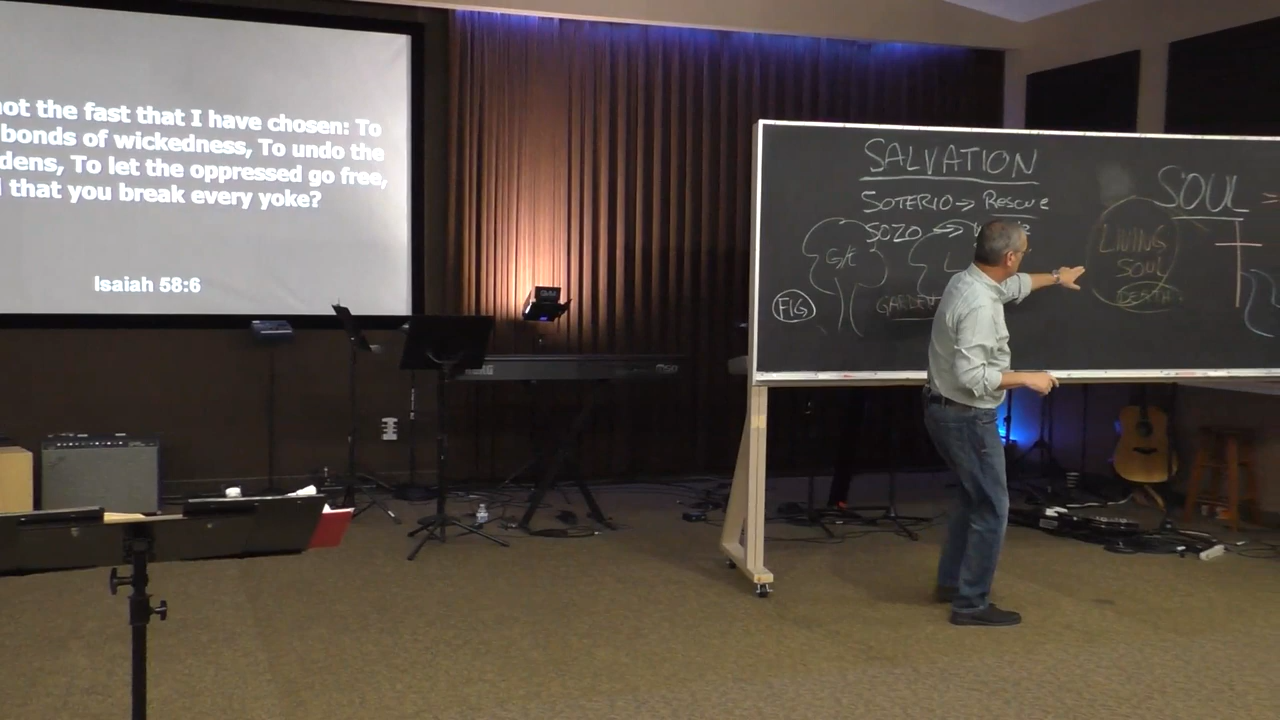 not the fast that I have chosen: To
bonds of wickedness, To undo the
dens, To let the oppressed go free,
that you break every yoke?
Isaiah 58:6
SALVATION
SOTERIO → Rescue
SOZO
G/E
L
FIG
GARDEN
SOUL
LIVING
SOUL
DEATH
KORG